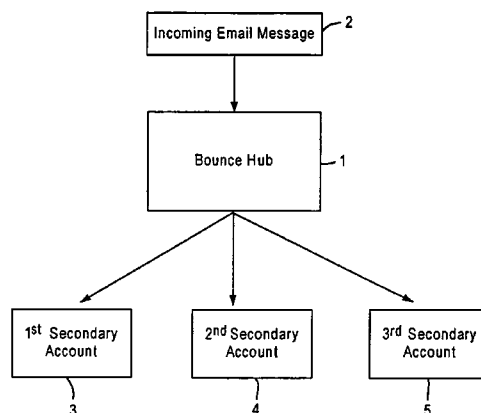 Incoming Email Message
2
Bounce Hub
1
1st Secondary
Account
2nd Secondary
Account
3rd Secondary
Account
3
4
5